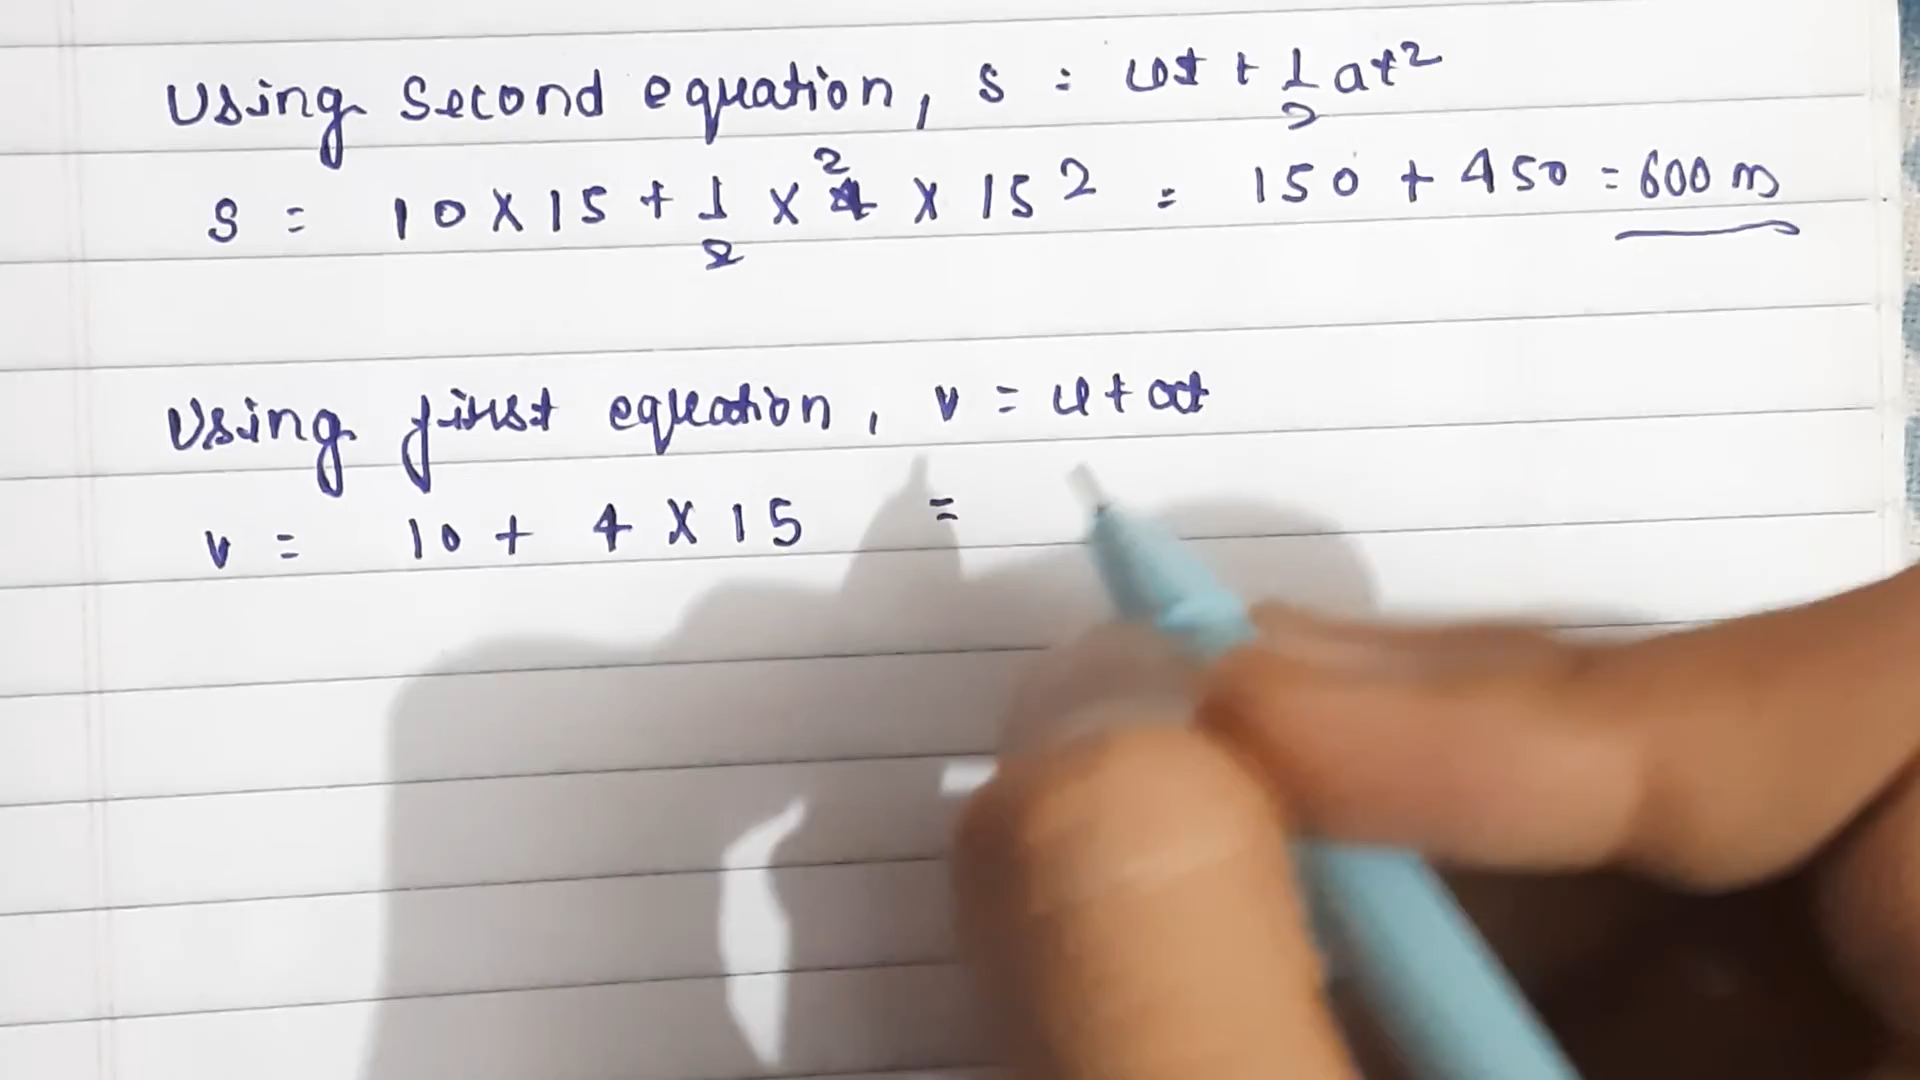 Using Second equation, s = ut + 1/2 at²
S = 10 X 15 + 1/2 X 4 2 X 15² = 150 + 450 = 600 m
Using first equation, v = u + at
v = 10 + 4 X 15 =